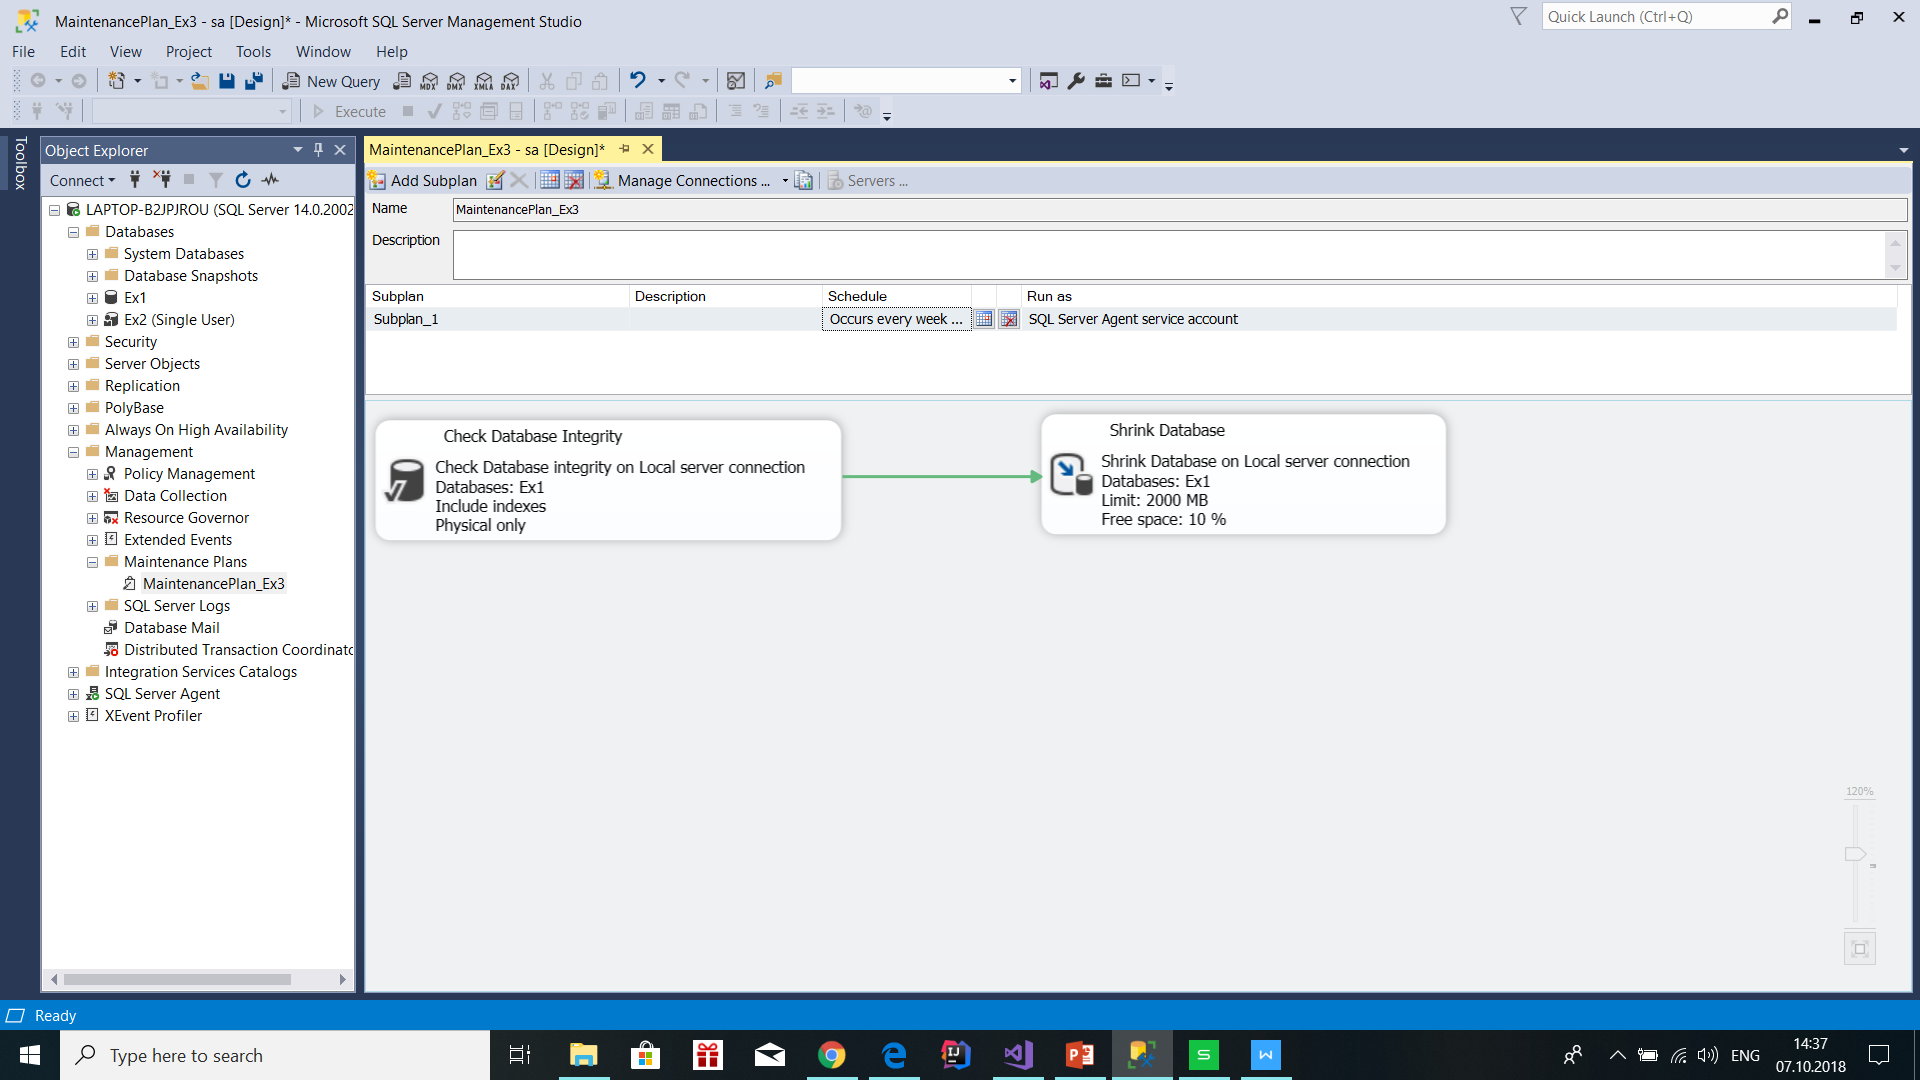 MaintenancePlan_Ex3 - sa [Design]* - Microsoft SQL Server Management Studio
Quick Launch (Ctrl+Q)
File Edit View Project Tools Window Help
New Query MDX DMX XMLA DAX
Execute
Toolbox
Object Explorer
Connect
LAPTOP-B2JPJROU (SQL Server 14.0.2002
Databases
System Databases
Database Snapshots
Ex1
Ex2 (Single User)
Security
Server Objects
Replication
PolyBase
Always On High Availability
Management
Policy Management
Data Collection
Resource Governor
Extended Events
Maintenance Plans
MaintenancePlan_Ex3
SQL Server Logs
Database Mail
Distributed Transaction Coordinato
Integration Services Catalogs
SQL Server Agent
XEvent Profiler
MaintenancePlan_Ex3 - sa [Design]*
Add Subplan Manage Connections ... Servers ...
Name MaintenancePlan_Ex3
Description
Subplan Description Schedule Run as
Subplan_1 Occurs every week ... SQL Server Agent service account
Check Database Integrity
Check Database integrity on Local server connection
Databases: Ex1
Include indexes
Physical only
Shrink Database
Shrink Database on Local server connection
Databases: Ex1
Limit: 2000 MB
Free space: 10 %
120%
Ready
Type here to search
ENG
14:37
07.10.2018